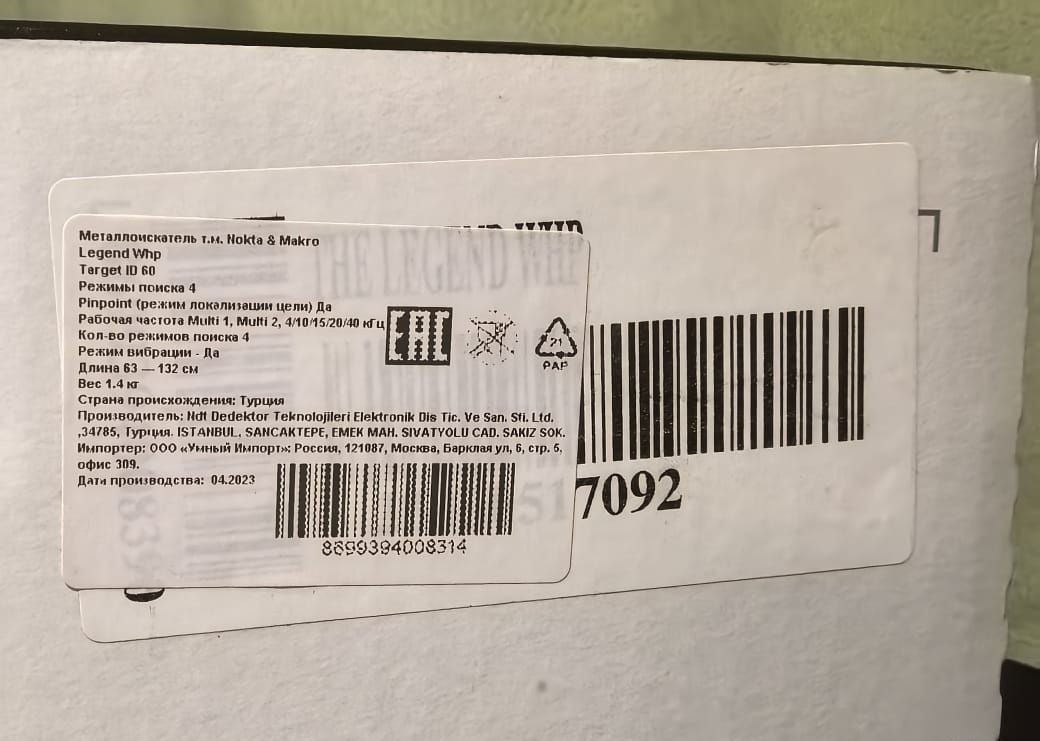 Металлоискатель т.м. Nokta & Makro
Legend Whp
Target ID 60
Режимы поиска 4
Pinpoint (режим локализации цели) Да
Рабочая частота Multi 1, Multi 2, 4/10/15/20/40 кГц
Кол-во режимов поиска 4
Режим вибрации - Да
Длина 63 — 132 см
Вес 1.4 кг
Страна происхождения: Турция
Производитель: Ndt Dedektor Teknolojileri Elektronik Dis Tic. Ve San. Sti. Ltd.
,34785, Турция. ISTANBUL, SANCAKTEPE, EMEK MAH. SIVATYOLU CAD. SAKIZ SOK.
Импортер: ООО «Умный Импорт»; Россия, 121087, Москва, Барклая ул, 6, стр. 5,
офис 309.
Дата производства: 04.2023
8699394008314
EAC
21
PAP
THE LEGEND WHP
517092